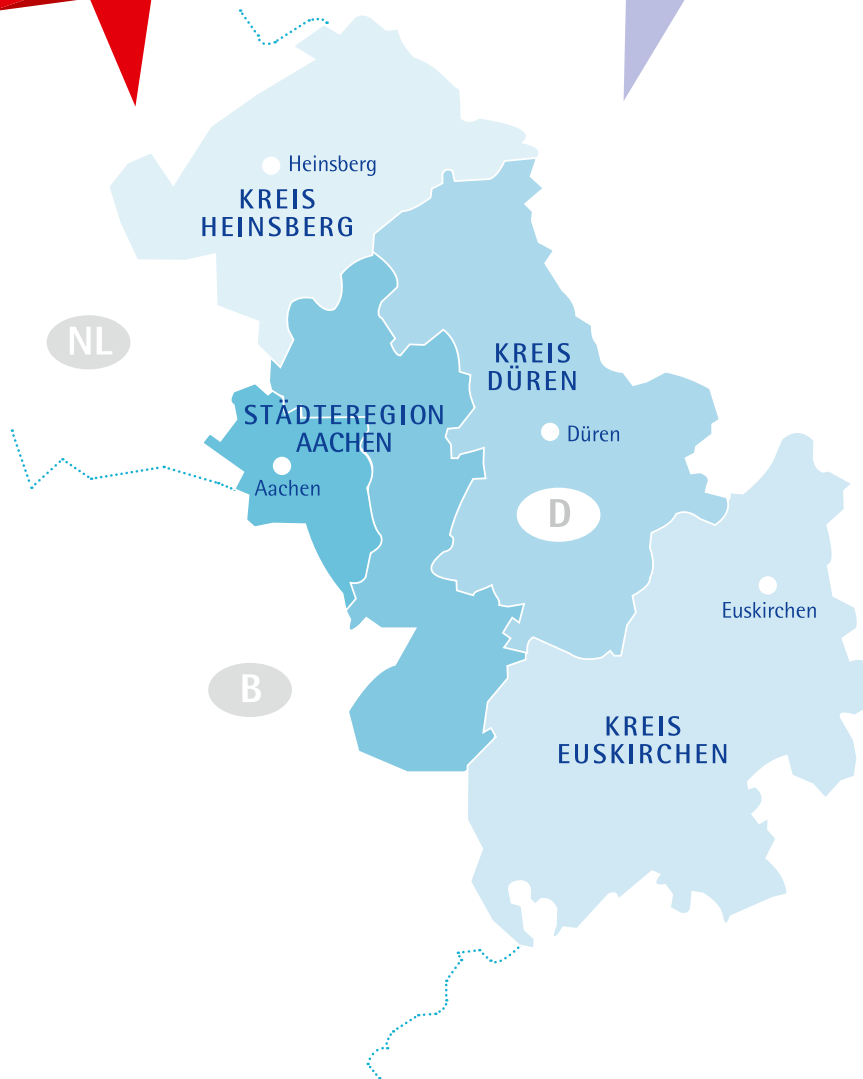 Heinsberg
KREIS
HEINSBERG
NL
KREIS
DÜREN
STÄDTEREGION
AACHEN
Düren
Aachen
D
Euskirchen
B
KREIS
EUSKIRCHEN